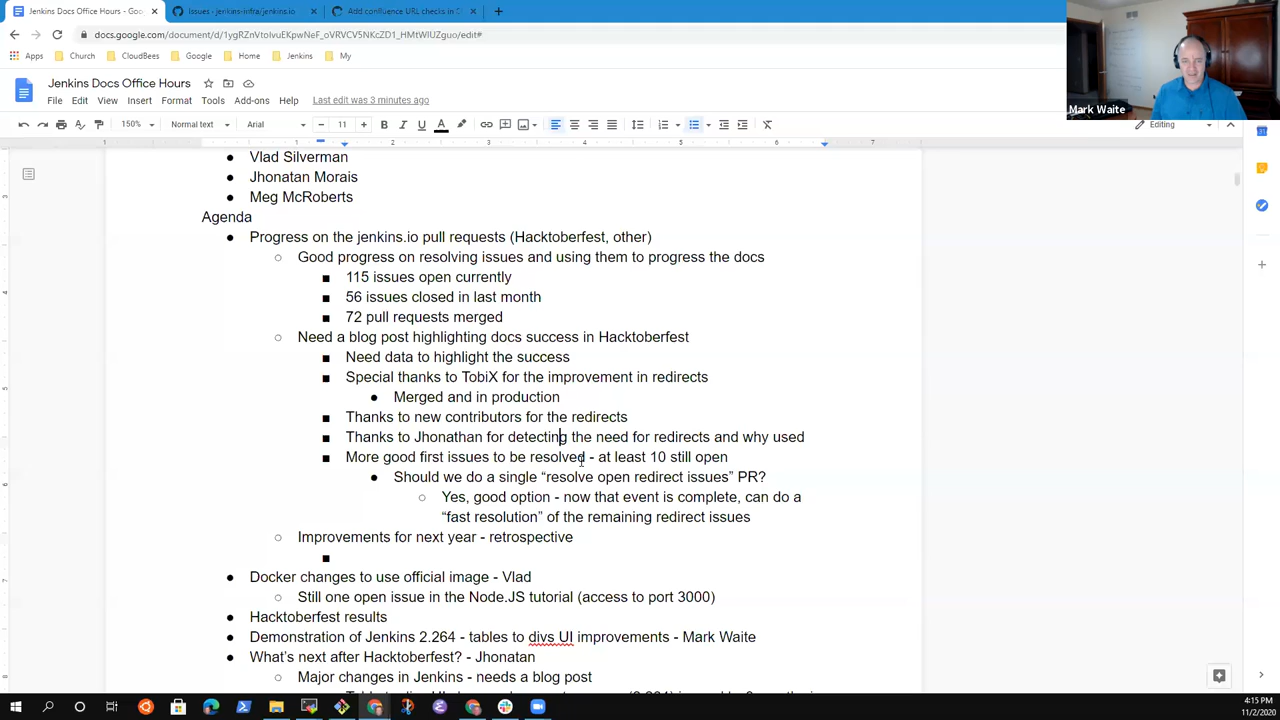 Jenkins Docs Office Hours - Goo
Issues · jenkins-infra/jenkins.io
Add confluence URL checks in C
docs.google.com/document/d/1ygRZnVtoIvuEKpwNeF_oVRVCV5NKcZD1_HMtWlUZguo/edit#
Apps Church CloudBees Google Home Jenkins My
Mark Waite
Jenkins Docs Office Hours
File Edit View Insert Format Tools Add-ons Help Last edit was 3 minutes ago
150% Normal text Arial 11 Editing
1 1 2 3 4 5 6 7
Vlad Silverman
Jhonatan Morais
Meg McRoberts
Agenda
Progress on the jenkins.io pull requests (Hacktoberfest, other)
Good progress on resolving issues and using them to progress the docs
115 issues open currently
56 issues closed in last month
72 pull requests merged
Need a blog post highlighting docs success in Hacktoberfest
Need data to highlight the success
Special thanks to TobiX for the improvement in redirects
Merged and in production
Thanks to new contributors for the redirects
Thanks to Jhonathan for detecting the need for redirects and why used
More good first issues to be resolved - at least 10 still open
Should we do a single “resolve open redirect issues” PR?
Yes, good option - now that event is complete, can do a
“fast resolution” of the remaining redirect issues
Improvements for next year - retrospective
Docker changes to use official image - Vlad
Still one open issue in the Node.JS tutorial (access to port 3000)
Hacktoberfest results
Demonstration of Jenkins 2.264 - tables to divs UI improvements - Mark Waite
What’s next after Hacktoberfest? - Jhonatan
Major changes in Jenkins - needs a blog post
4:15 PM
11/2/2020